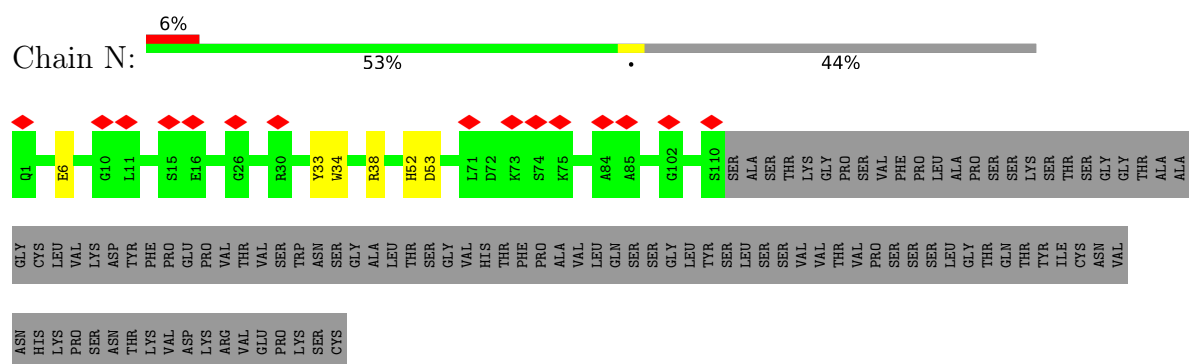 6%
Chain N:
53% • 44%
Q1 E6 G10 L11 S15 E16 G26 R30 Y33 W34 R38 H52 D53 L71 D72 K73 S74 K75 A84 A85 G102 S110 SER ALA SER THR LYS GLY PRO SER VAL PHE PRO LEU ALA PRO SER SER LYS SER THR SER GLY GLY THR ALA ALA
GLY CYS LEU VAL LYS ASP TYR PHE PRO GLU PRO VAL THR VAL SER TRP ASN SER GLY ALA LEU THR SER GLY VAL HIS THR PHE PRO ALA VAL LEU GLN SER SER GLY LEU TYR SER LEU SER SER VAL VAL THR VAL PRO SER SER SER LEU GLY THR GLN THR TYR ILE CYS ASN VAL
ASN HIS LYS PRO SER ASN THR LYS VAL ASP LYS ARG VAL GLU PRO LYS SER CYS